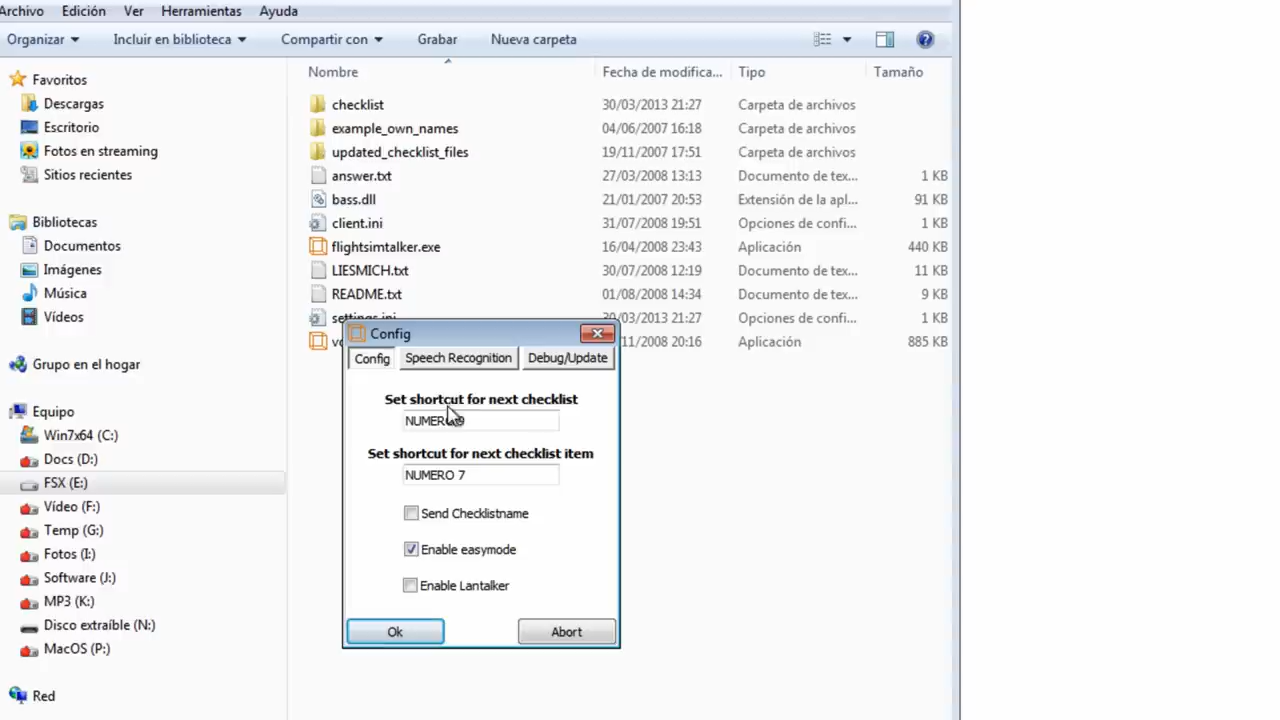 Archivo Edición Ver Herramientas Ayuda
Organizar Incluir en biblioteca Compartir con Grabar Nueva carpeta
Favoritos
Descargas
Escritorio
Fotos en streaming
Sitios recientes
Bibliotecas
Documentos
Imágenes
Música
Vídeos
Grupo en el hogar
Equipo
Win7x64 (C:)
Docs (D:)
FSX (E:)
Vídeo (F:)
Temp (G:)
Fotos (I:)
Software (J:)
MP3 (K:)
Disco extraíble (N:)
MacOS (P:)
Red
Nombre Fecha de modifica... Tipo Tamaño
checklist 30/03/2013 21:27 Carpeta de archivos
example_own_names 04/06/2007 16:18 Carpeta de archivos
updated_checklist_files 19/11/2007 17:51 Carpeta de archivos
answer.txt 27/03/2008 13:13 Documento de tex... 1 KB
bass.dll 21/01/2007 20:53 Extensión de la apl... 91 KB
client.ini 31/07/2008 19:51 Opciones de confi... 1 KB
flightsimtalker.exe 16/04/2008 23:43 Aplicación 440 KB
LIESMICH.txt 30/07/2008 12:19 Documento de tex... 11 KB
README.txt 01/08/2008 14:34 Documento de tex... 9 KB
settings.ini 30/03/2013 21:27 Opciones de confi... 1 KB
11/2008 20:16 Aplicación 885 KB
Config
Config Speech Recognition Debug/Update
Set shortcut for next checklist
NUMERO 9
Set shortcut for next checklist item
NUMERO 7
Send Checklistname
Enable easymode
Enable Lantalker
Ok Abort